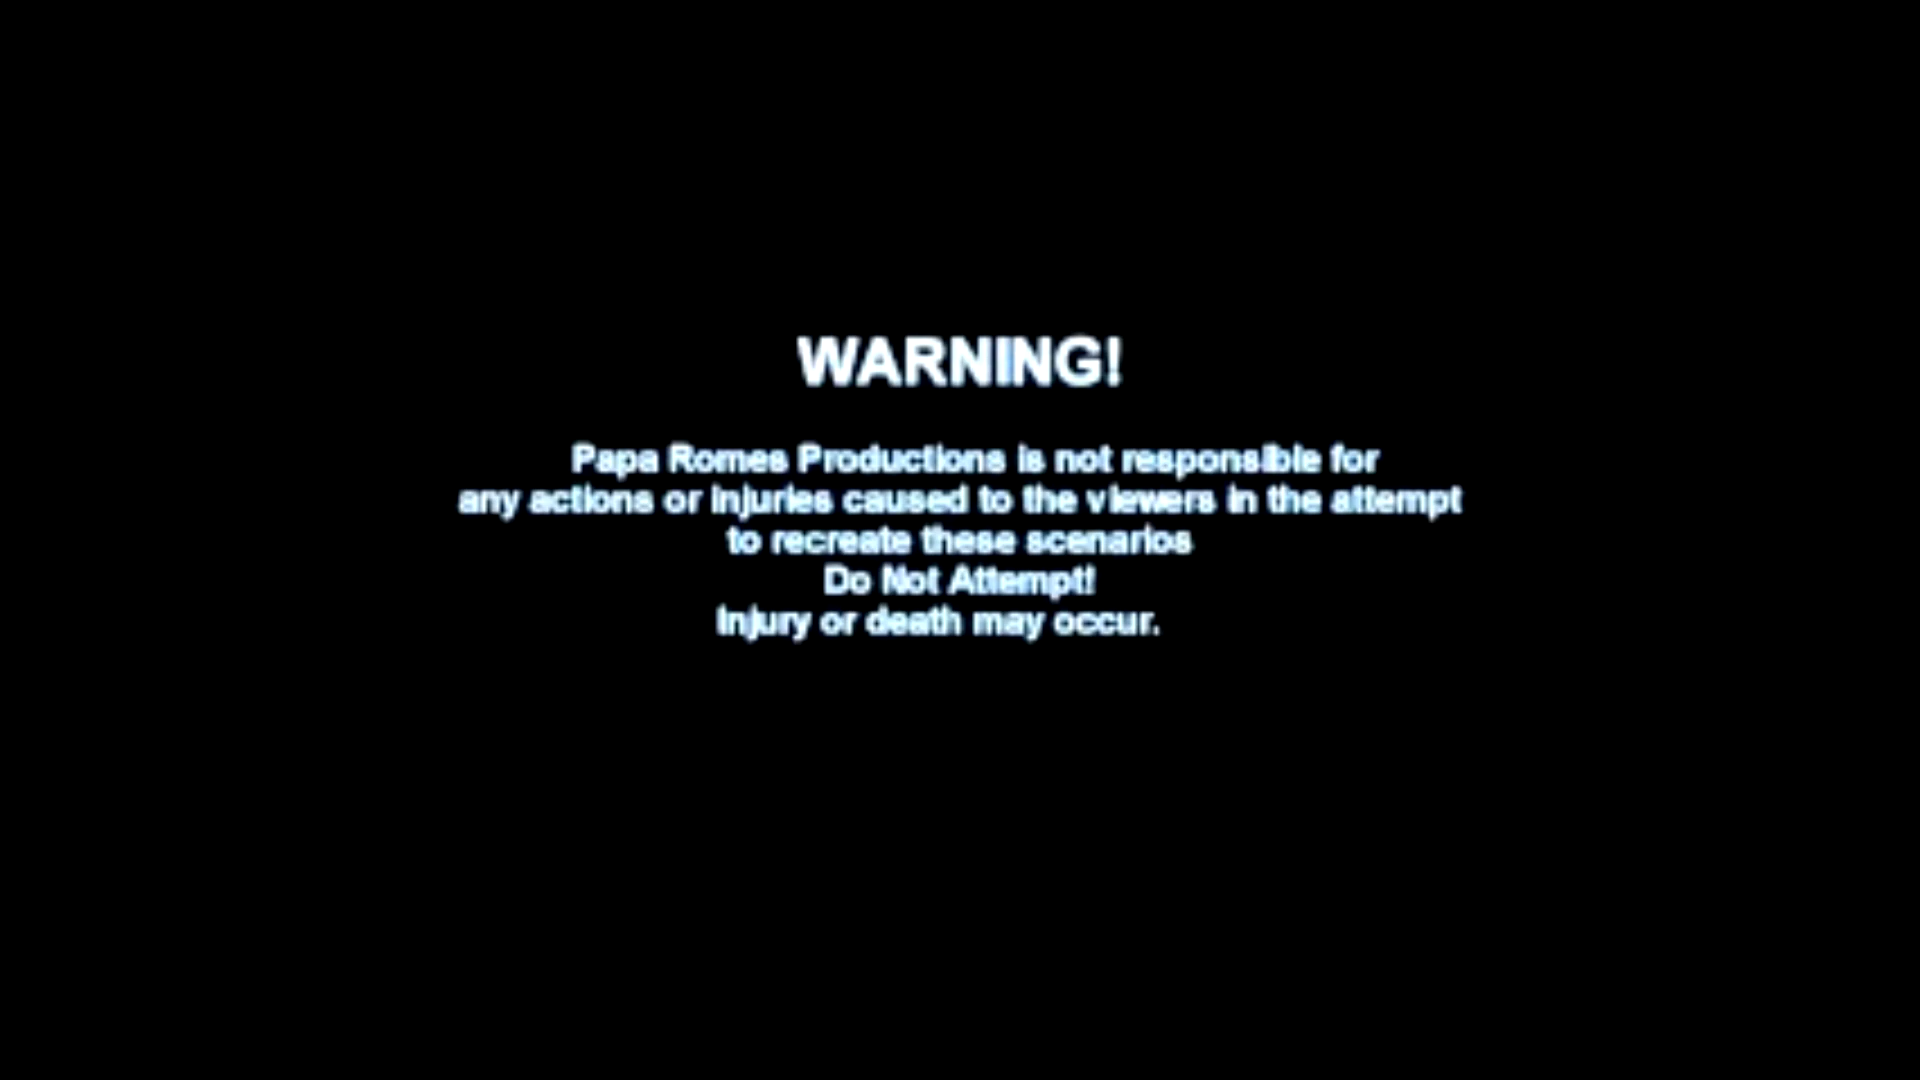 WARNING!
Papa Romes Productions is not responsible for
any actions or injuries caused to the viewers in the attempt
to recreate these scenarios
Do Not Attempt!
Injury or death may occur.